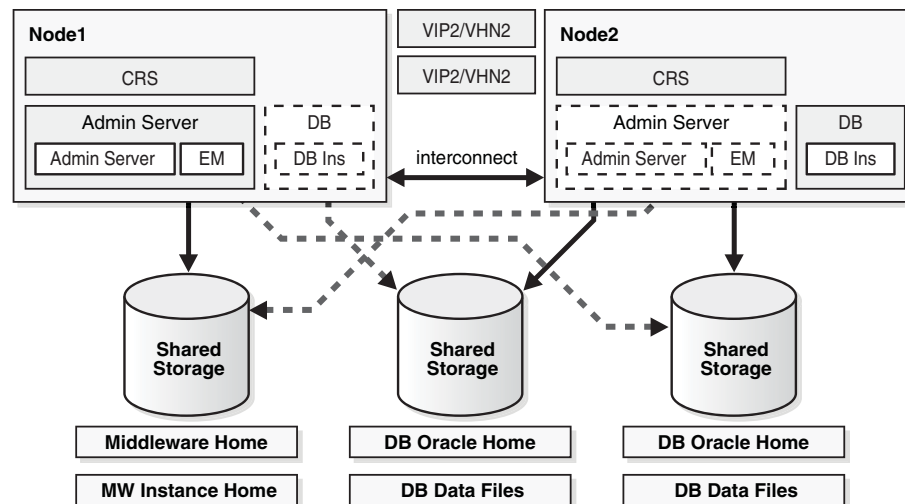 Node1
CRS
Admin Server
Admin Server
EM
DB
DB Ins
VIP2/VHN2
VIP2/VHN2
interconnect
Node2
CRS
Admin Server
Admin Server
EM
DB
DB Ins
Shared
Storage
Shared
Storage
Shared
Storage
Middleware Home
DB Oracle Home
DB Oracle Home
MW Instance Home
DB Data Files
DB Data Files